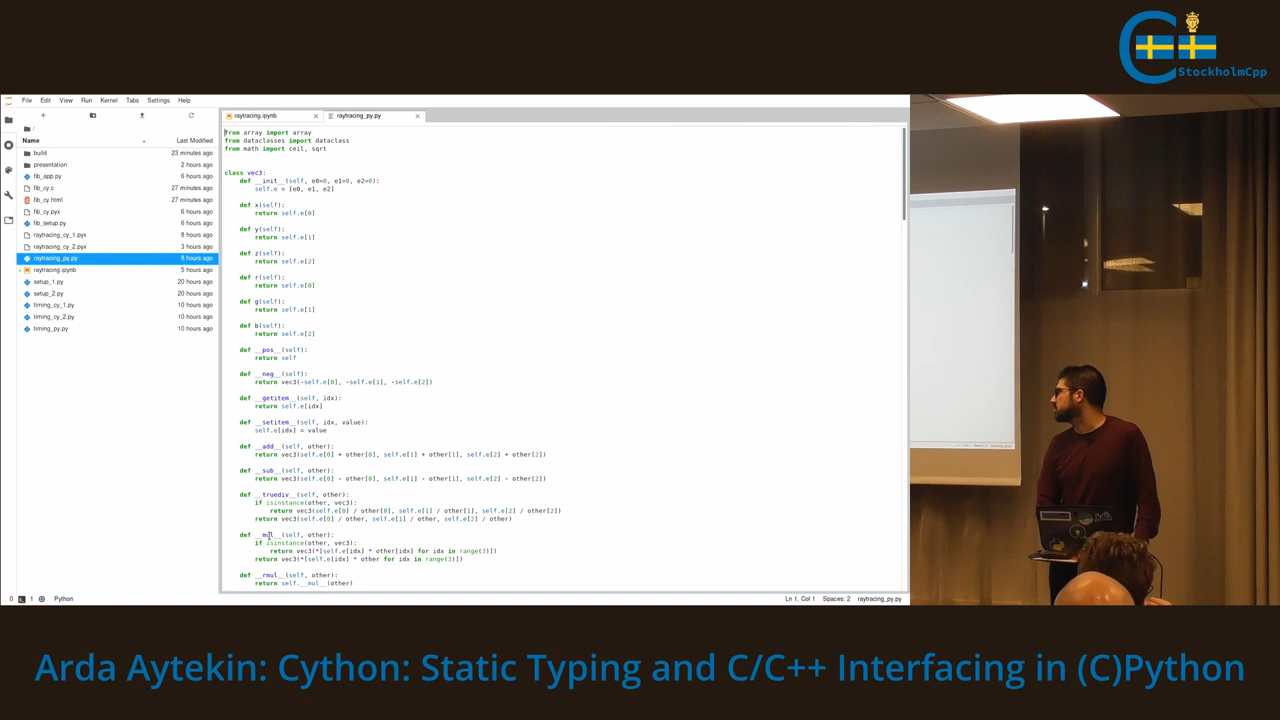 StockholmCpp
File Edit View Run Kernel Tabs Settings Help
/
Name Last Modified
build 23 minutes ago
presentation 2 hours ago
fib_app.py 6 hours ago
fib_cy.c 27 minutes ago
fib_cy.html 27 minutes ago
fib_cy.pyx 6 hours ago
fib_setup.py 6 hours ago
raytracing_cy_1.pyx 8 hours ago
raytracing_cy_2.pyx 3 hours ago
raytracing_py.py 8 hours ago
raytracing.ipynb 5 hours ago
setup_1.py 20 hours ago
setup_2.py 20 hours ago
timing_cy_1.py 10 hours ago
timing_cy_2.py 10 hours ago
timing_py.py 10 hours ago
raytracing.ipynb raytracing_py.py
from array import array
from dataclasses import dataclass
from math import ceil, sqrt
class vec3:
def __init__(self, e0=0, e1=0, e2=0):
self.e = [e0, e1, e2]
def x(self):
return self.e[0]
def y(self):
return self.e[1]
def z(self):
return self.e[2]
def r(self):
return self.e[0]
def g(self):
return self.e[1]
def b(self):
return self.e[2]
def __pos__(self):
return self
def __neg__(self):
return vec3(-self.e[0], -self.e[1], -self.e[2])
def __getitem__(self, idx):
return self.e[idx]
def __setitem__(self, idx, value):
self.e[idx] = value
def __add__(self, other):
return vec3(self.e[0] + other[0], self.e[1] + other[1], self.e[2] + other[2])
def __sub__(self, other):
return vec3(self.e[0] - other[0], self.e[1] - other[1], self.e[2] - other[2])
def __truediv__(self, other):
if isinstance(other, vec3):
return vec3(self.e[0] / other[0], self.e[1] / other[1], self.e[2] / other[2])
return vec3(self.e[0] / other, self.e[1] / other, self.e[2] / other)
def __mul__(self, other):
if isinstance(other, vec3):
return vec3(*[self.e[idx] * other[idx] for idx in range(3)])
return vec3(*[self.e[idx] * other for idx in range(3)])
def __rmul__(self, other):
return self.__mul__(other)
0 1 Python Ln 1, Col 1 Spaces: 2 raytracing_py.py
Arda Aytekin: Cython: Static Typing and C/C++ Interfacing in (C)Python